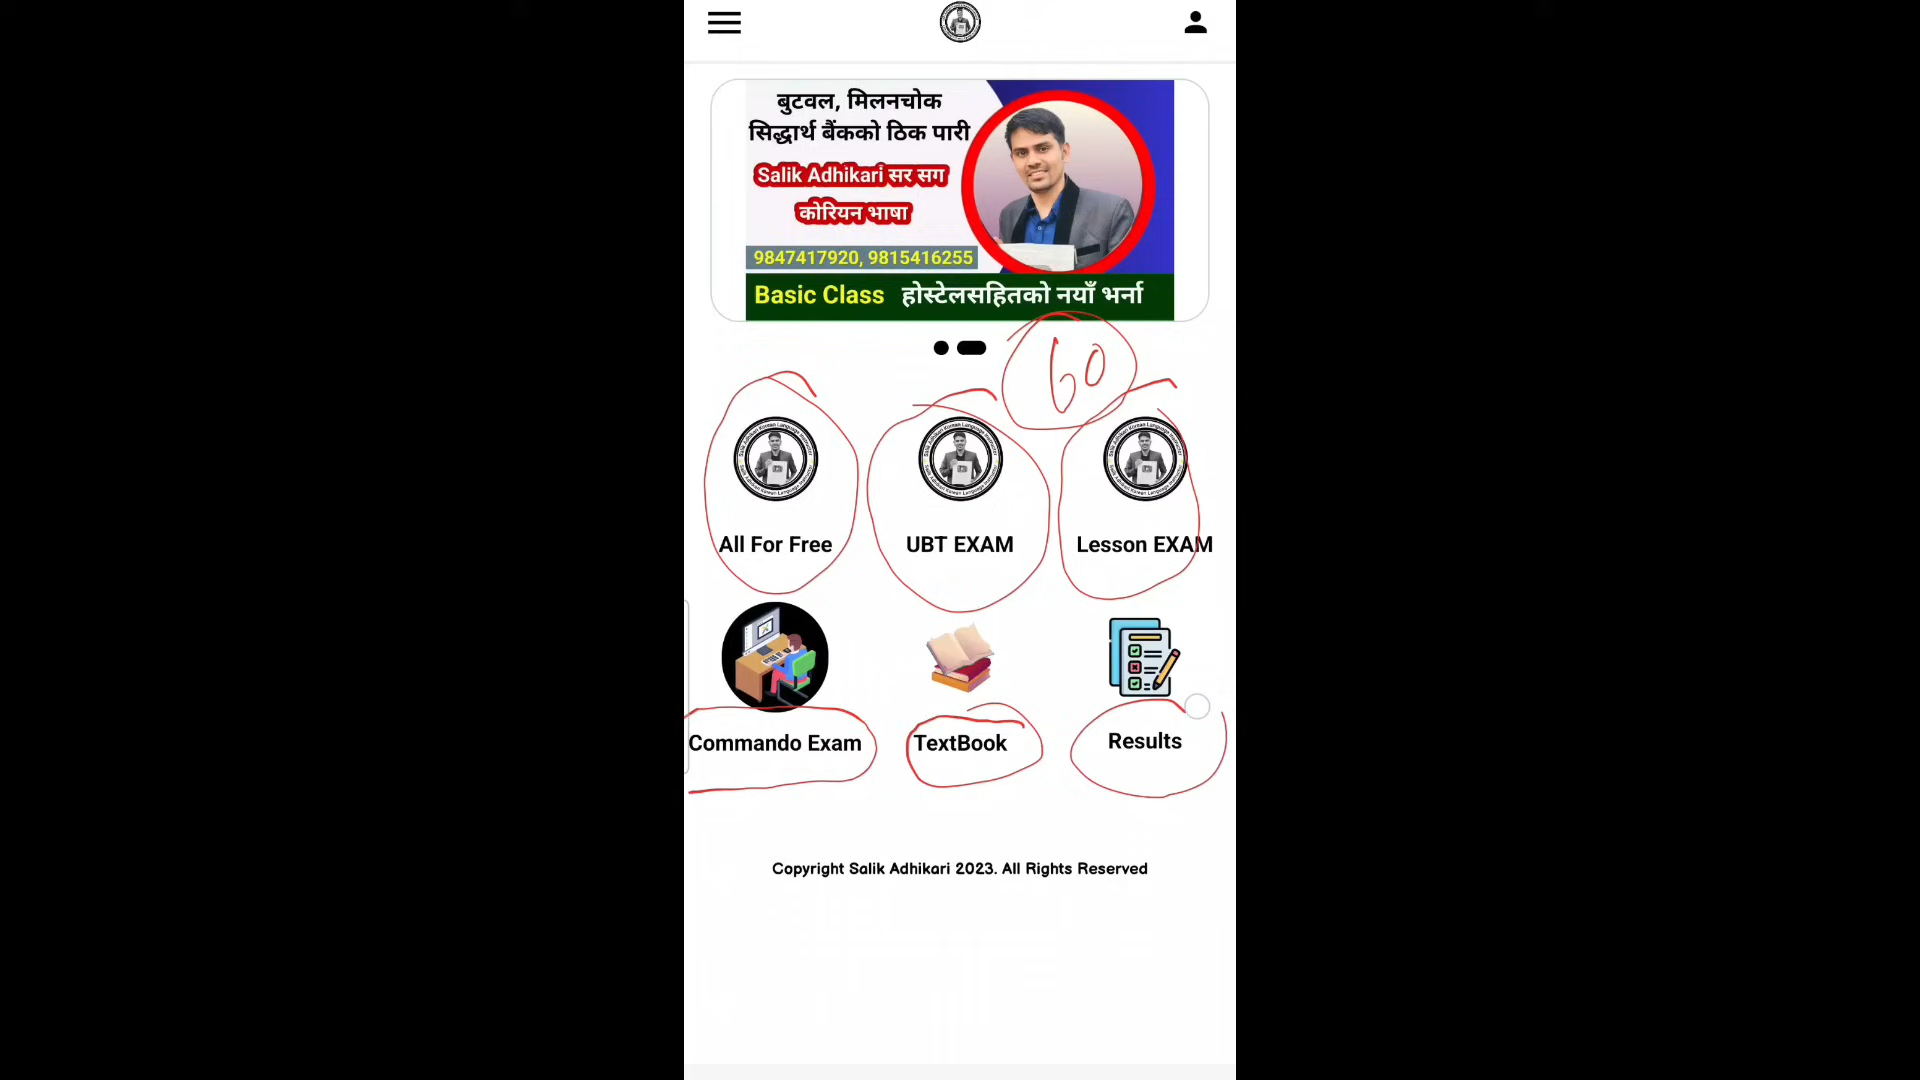 बुटवल, मिलनचोक
सिद्धार्थ बैंकको ठिक पारी
Salik Adhikari सर सग
कोरियन भाषा
9847417920, 9815416255
Basic Class होस्टेलसहितको नयाँ भर्ना
60
All For Free
UBT EXAM
Lesson EXAM
Commando Exam
TextBook
Results
Copyright Salik Adhikari 2023. All Rights Reserved